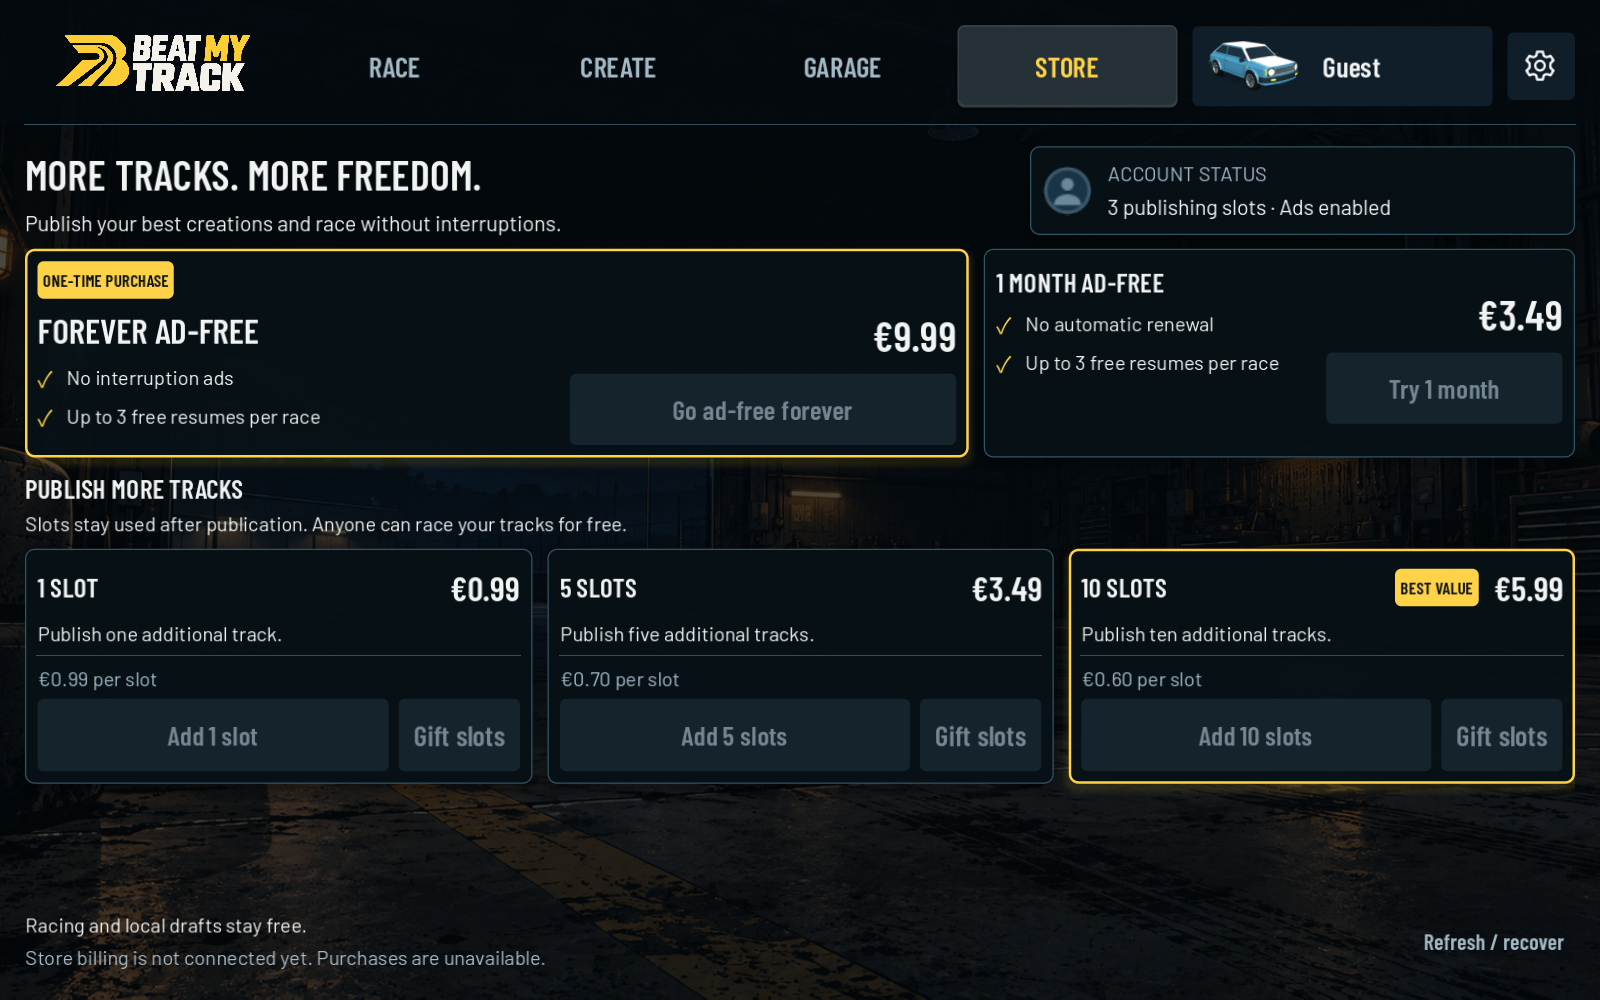 BEAT MY
TRACK
RACE
CREATE
GARAGE
STORE
Guest
MORE TRACKS. MORE FREEDOM.
Publish your best creations and race without interruptions.
ACCOUNT STATUS
3 publishing slots · Ads enabled
ONE-TIME PURCHASE
FOREVER AD-FREE
€9.99
✓ No interruption ads
✓ Up to 3 free resumes per race
Go ad-free forever
1 MONTH AD-FREE
€3.49
✓ No automatic renewal
✓ Up to 3 free resumes per race
Try 1 month
PUBLISH MORE TRACKS
Slots stay used after publication. Anyone can race your tracks for free.
1 SLOT
€0.99
Publish one additional track.
€0.99 per slot
Add 1 slot
Gift slots
5 SLOTS
€3.49
Publish five additional tracks.
€0.70 per slot
Add 5 slots
Gift slots
10 SLOTS
BEST VALUE
€5.99
Publish ten additional tracks.
€0.60 per slot
Add 10 slots
Gift slots
Racing and local drafts stay free.
Store billing is not connected yet. Purchases are unavailable.
Refresh / recover